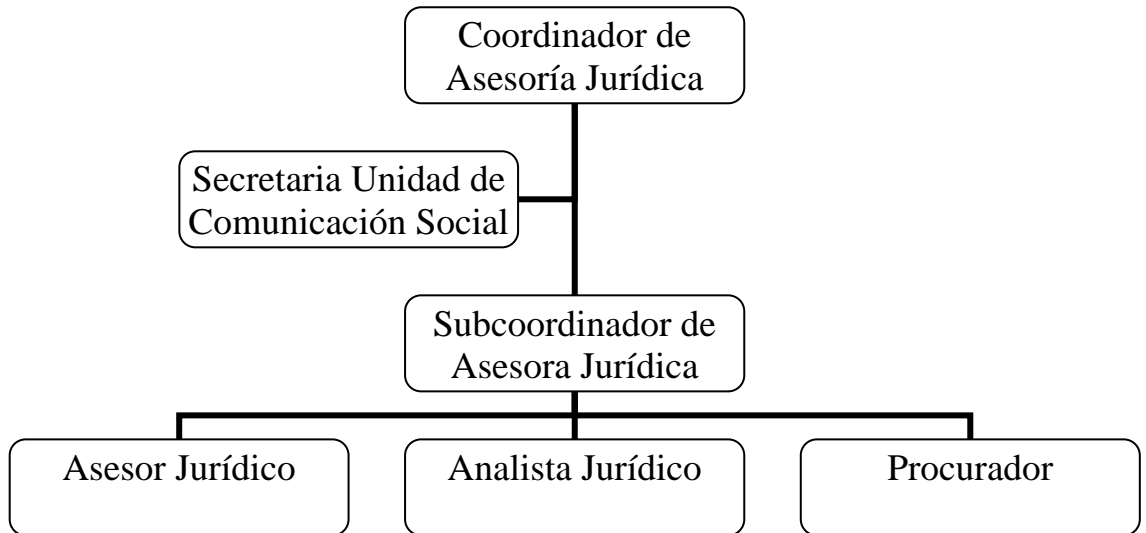 Coordinador de
Asesoría Jurídica
Secretaria Unidad de
Comunicación Social
Subcoordinador de
Asesora Jurídica
Asesor Jurídico
Analista Jurídico
Procurador